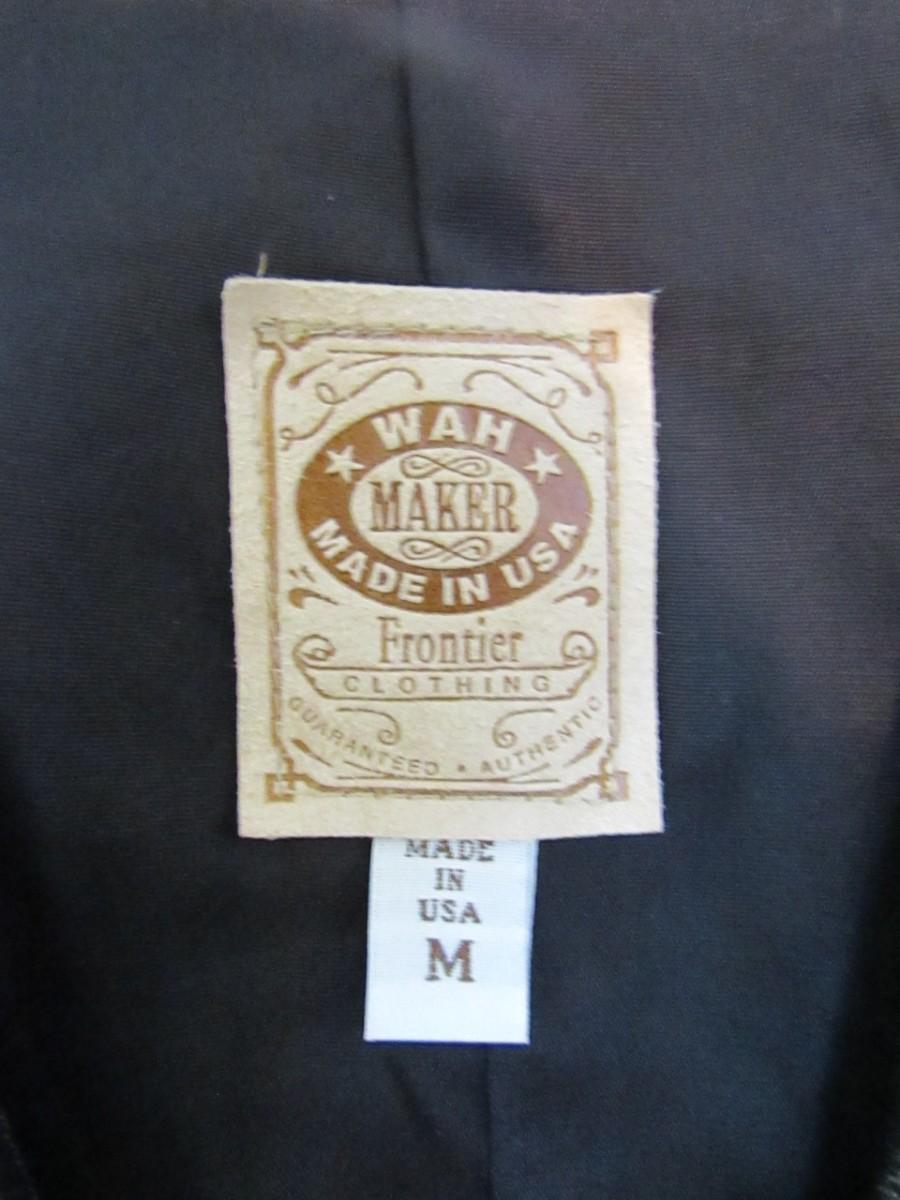 WAH
MAKER
MADE IN USA
Frontier
CLOTHING
GUARANTEED • AUTHENTIC
MADE
IN
USA
M